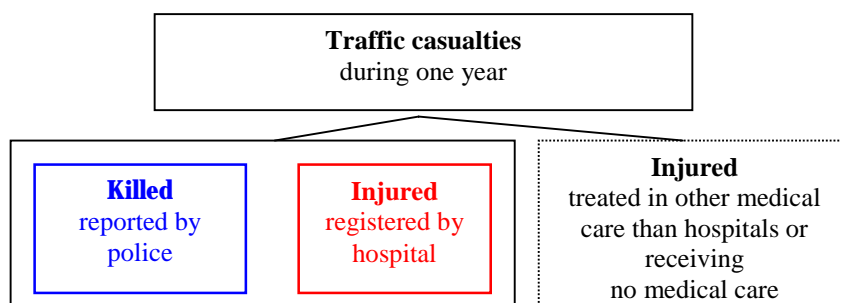 Traffic casualties
during one year
Killed
reported by
police
Injured
registered by
hospital
Injured
treated in other medical
care than hospitals or
receiving
no medical care